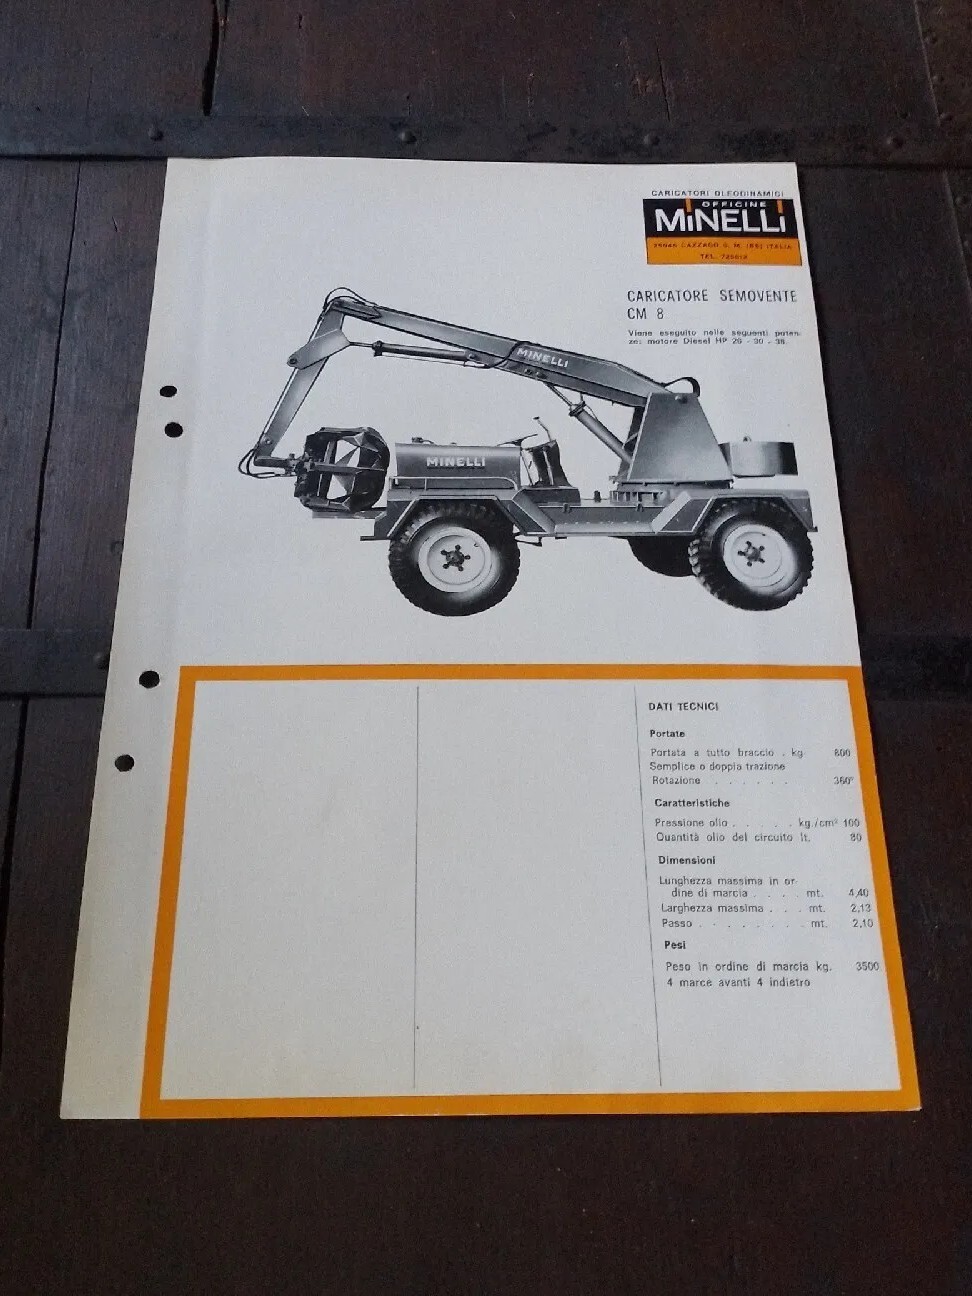 CARICATORI OLEODINAMICI
OFFICINE
MiNELLi
25046 CAZZAGO S. M. (BS) ITALIA
TEL. 725012
CARICATORE SEMOVENTE
CM 8
Viene eseguito nelle seguenti poten-
ze: motore Diesel HP 26 - 30 - 36.
MINELLI
MINELLI
DATI TECNICI
Portate
Portata a tutto braccio . kg 800
Semplice o doppia trazione
Rotazione . . . . . . 360°
Caratteristiche
Pressione olio . . . . . kg./cm² 100
Quantità olio del circuito lt. 80
Dimensioni
Lunghezza massima in or-
dine di marcia . . . . mt. 4,40
Larghezza massima . . . mt. 2,13
Passo . . . . . . . . mt. 2,10
Pesi
Peso in ordine di marcia kg. 3500
4 marce avanti 4 indietro